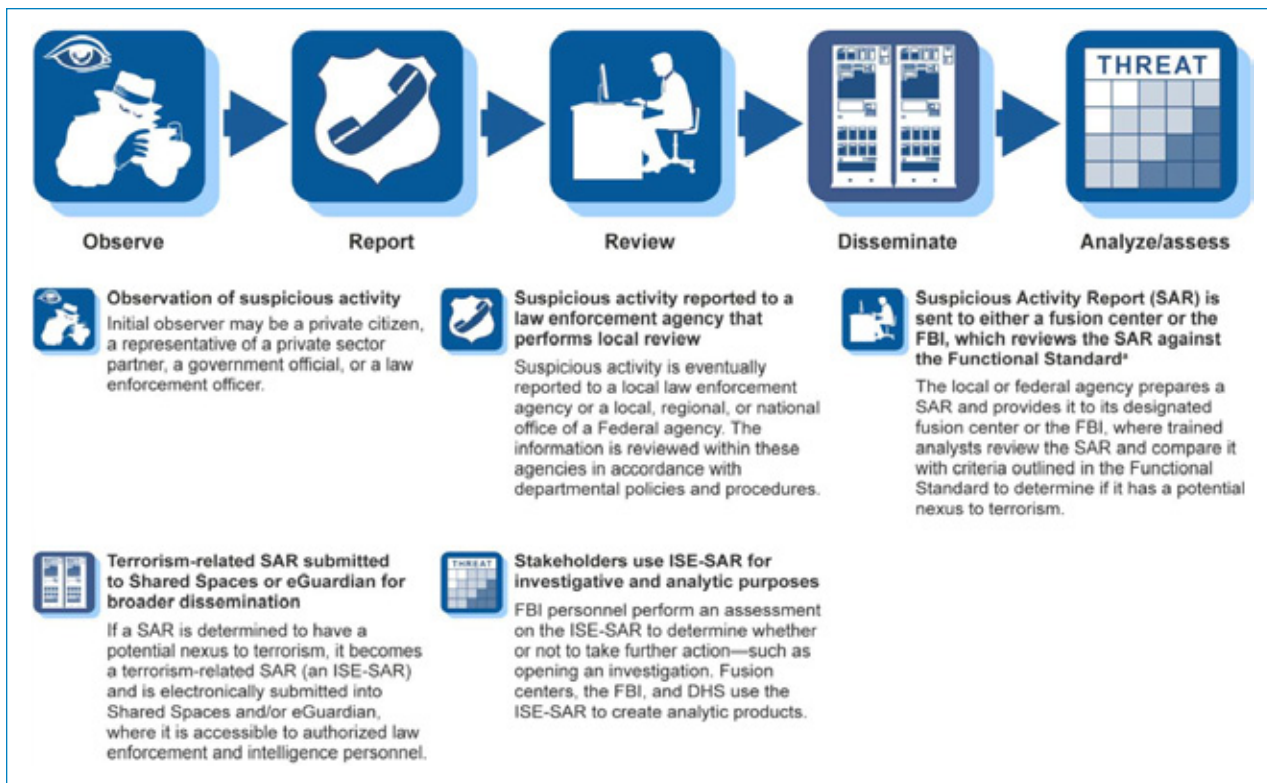 THREAT
Observe
Report
Review
Disseminate
Analyze/assess
Observation of suspicious activity
Initial observer may be a private citizen,
a representative of a private sector
partner, a government official, or a law
enforcement officer.
Suspicious activity reported to a
law enforcement agency that
performs local review
Suspicious activity is eventually
reported to a local law enforcement
agency or a local, regional, or national
office of a Federal agency. The
information is reviewed within these
agencies in accordance with
departmental policies and procedures.
Suspicious Activity Report (SAR) is
sent to either a fusion center or the
FBI, which reviews the SAR against
the Functional Standardᵃ
The local or federal agency prepares a
SAR and provides it to its designated
fusion center or the FBI, where trained
analysts review the SAR and compare it
with criteria outlined in the Functional
Standard to determine if it has a potential
nexus to terrorism.
Terrorism-related SAR submitted
to Shared Spaces or eGuardian for
broader dissemination
If a SAR is determined to have a
potential nexus to terrorism, it becomes
a terrorism-related SAR (an ISE-SAR)
and is electronically submitted into
Shared Spaces and/or eGuardian,
where it is accessible to authorized law
enforcement and intelligence personnel.
THREAT
Stakeholders use ISE-SAR for
investigative and analytic purposes
FBI personnel perform an assessment
on the ISE-SAR to determine whether
or not to take further action—such as
opening an investigation. Fusion
centers, the FBI, and DHS use the
ISE-SAR to create analytic products.